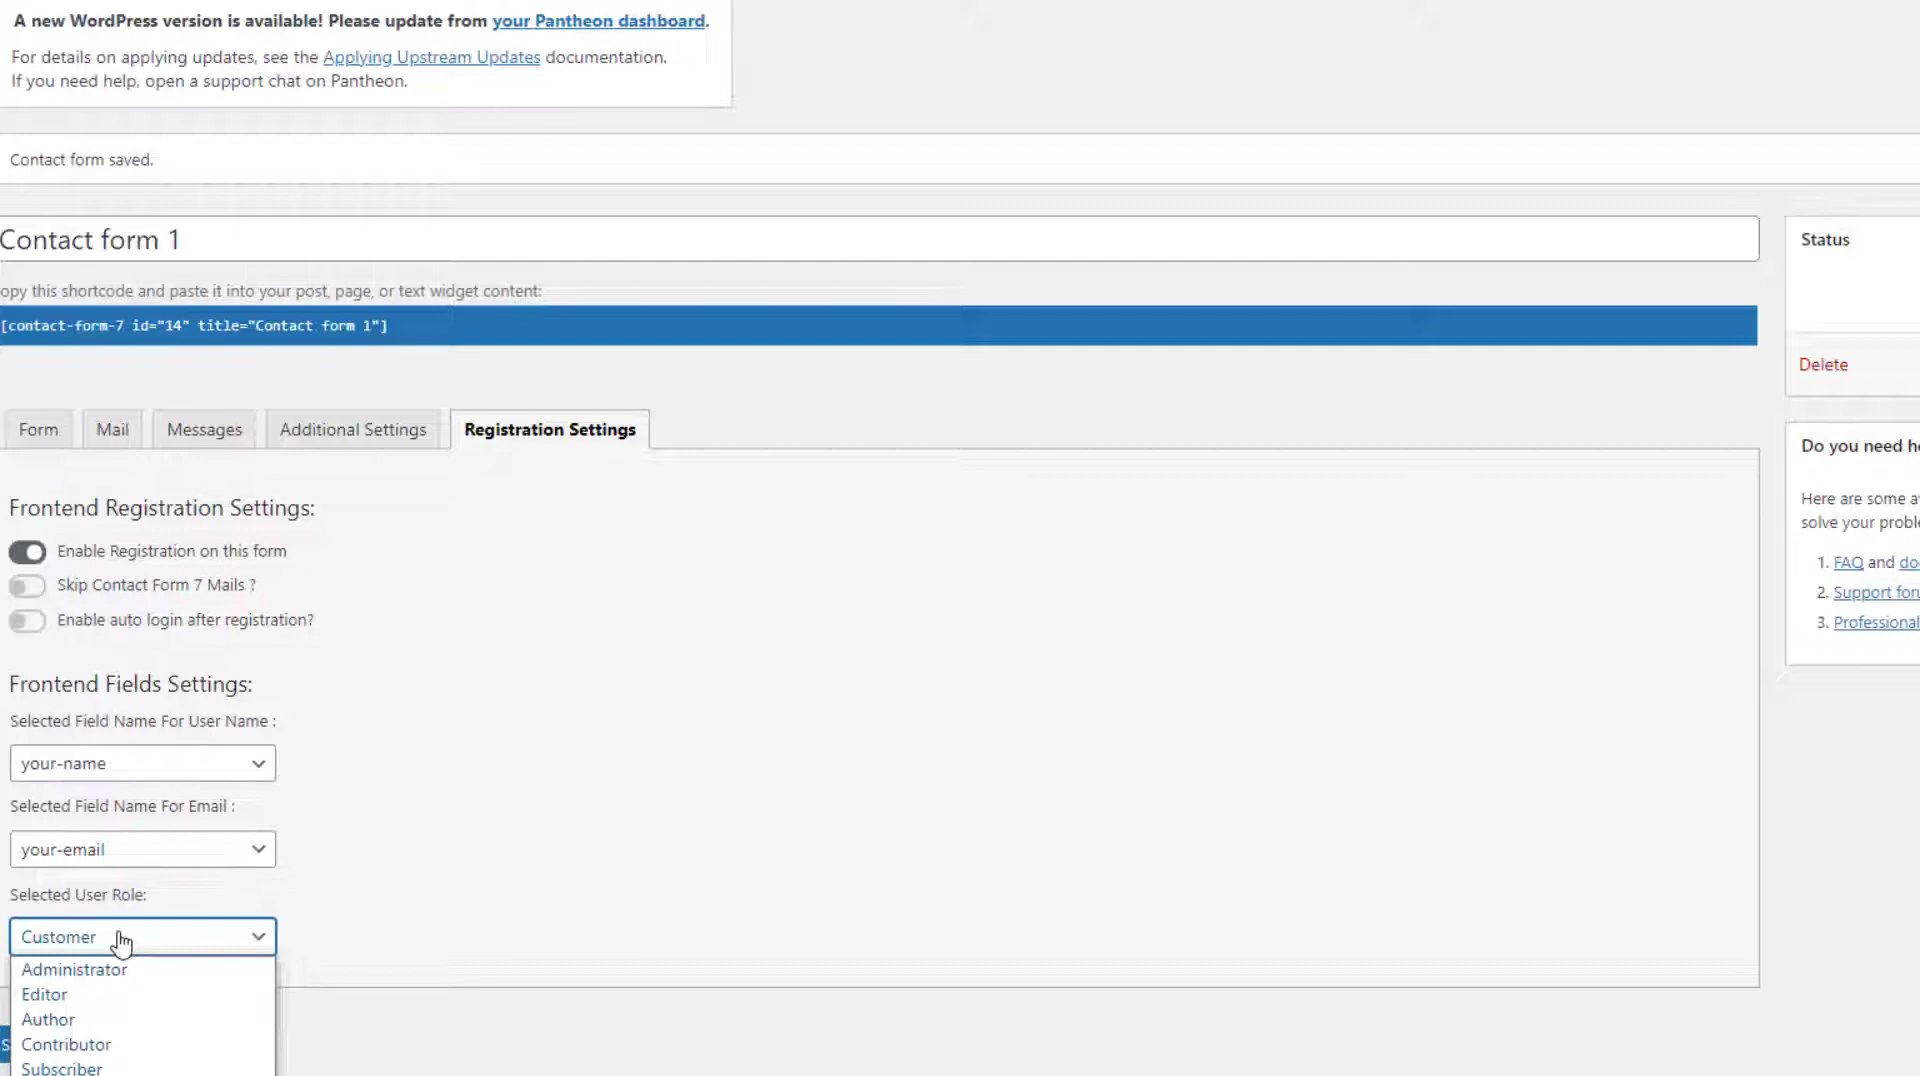 A new WordPress version is available! Please update from your Pantheon dashboard.
For details on applying updates, see the Applying Upstream Updates documentation.
If you need help, open a support chat on Pantheon.
Contact form saved.
Contact form 1
opy this shortcode and paste it into your post, page, or text widget content:
[contact-form-7 id="14" title="Contact form 1"]
Status
Delete
Form
Mail
Messages
Additional Settings
Registration Settings
Do you need he
Here are some a
solve your proble
1. FAQ and do
2. Support foru
3. Professional
Frontend Registration Settings:
Enable Registration on this form
Skip Contact Form 7 Mails ?
Enable auto login after registration?
Frontend Fields Settings:
Selected Field Name For User Name :
your-name
Selected Field Name For Email :
your-email
Selected User Role:
Customer
Administrator
Editor
Author
Contributor
Subscriber